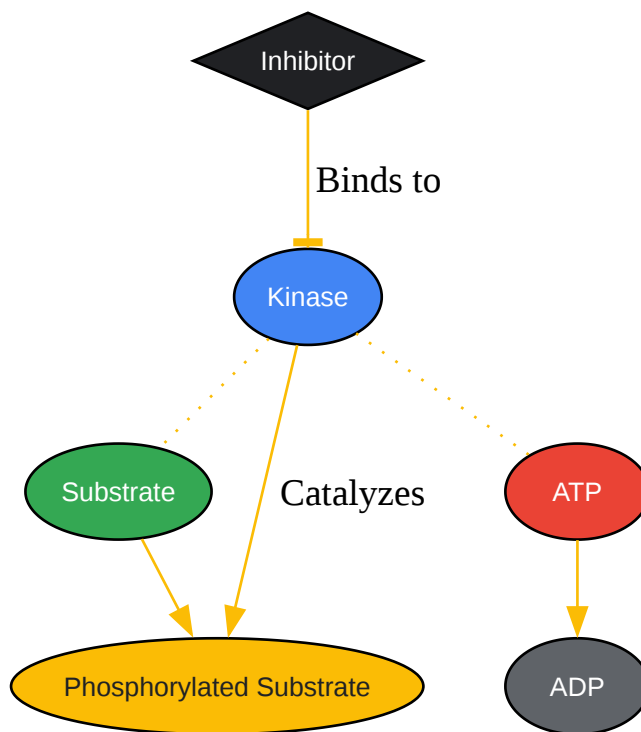 Inhibitor
Binds to
Kinase
Substrate
Catalyzes
ATP
Phosphorylated Substrate
ADP